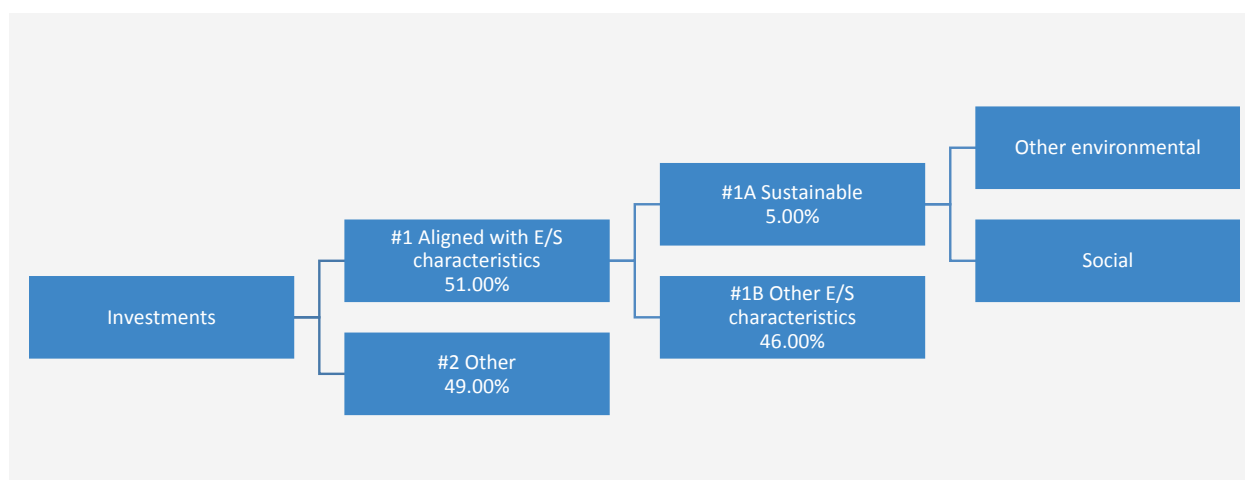 Investments
#1 Aligned with E/S
characteristics
51.00%
#2 Other
49.00%
#1A Sustainable
5.00%
#1B Other E/S
characteristics
46.00%
Other environmental
Social